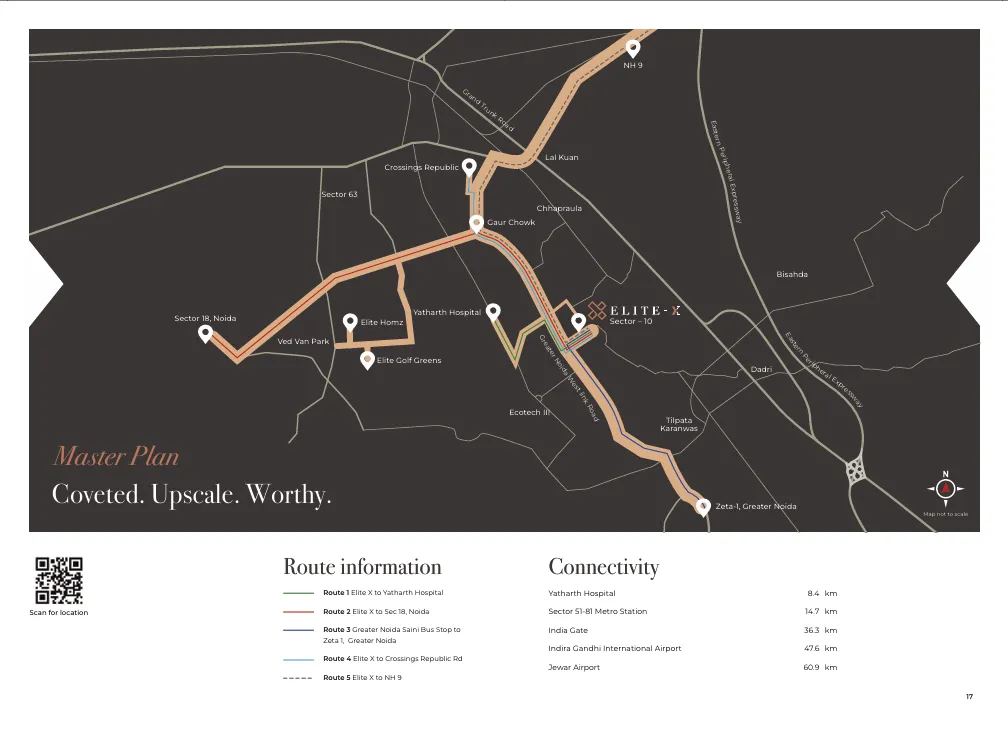 NH 9
Grand Trunk Road
Eastern Peripheral Expressway
Lal Kuan
Crossings Republic
Sector 63
Chhapraula
Gaur Chowk
Bisahda
ELITE-X
Sector - 10
Yatharth Hospital
Sector 18, Noida
Elite Homz
Ved Van Park
Elite Golf Greens
Greater Noida West link Road
Eastern Peripheral Expressway
Dadri
Ecotech III
Tilpata
Karanwas
Master Plan
Coveted. Upscale. Worthy.
Zeta-1, Greater Noida
N
Map not to scale
Scan for location
Route information
Route 1 Elite X to Yatharth Hospital
Route 2 Elite X to Sec 18, Noida
Route 3 Greater Noida Saini Bus Stop to
Zeta 1, Greater Noida
Route 4 Elite X to Crossings Republic Rd
Route 5 Elite X to NH 9
Connectivity
Yatharth Hospital 8.4 km
Sector 51-81 Metro Station 14.7 km
India Gate 36.3 km
Indira Gandhi International Airport 47.6 km
Jewar Airport 60.9 km
17